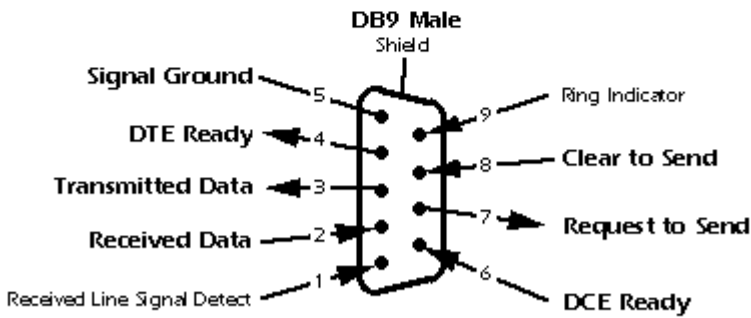 DB9 Male
Shield
Signal Ground
5
DTE Ready
4
Transmitted Data
3
Received Data
2
Received Line Signal Detect
1
9
Ring Indicator
8
Clear to Send
7
Request to Send
6
DCE Ready